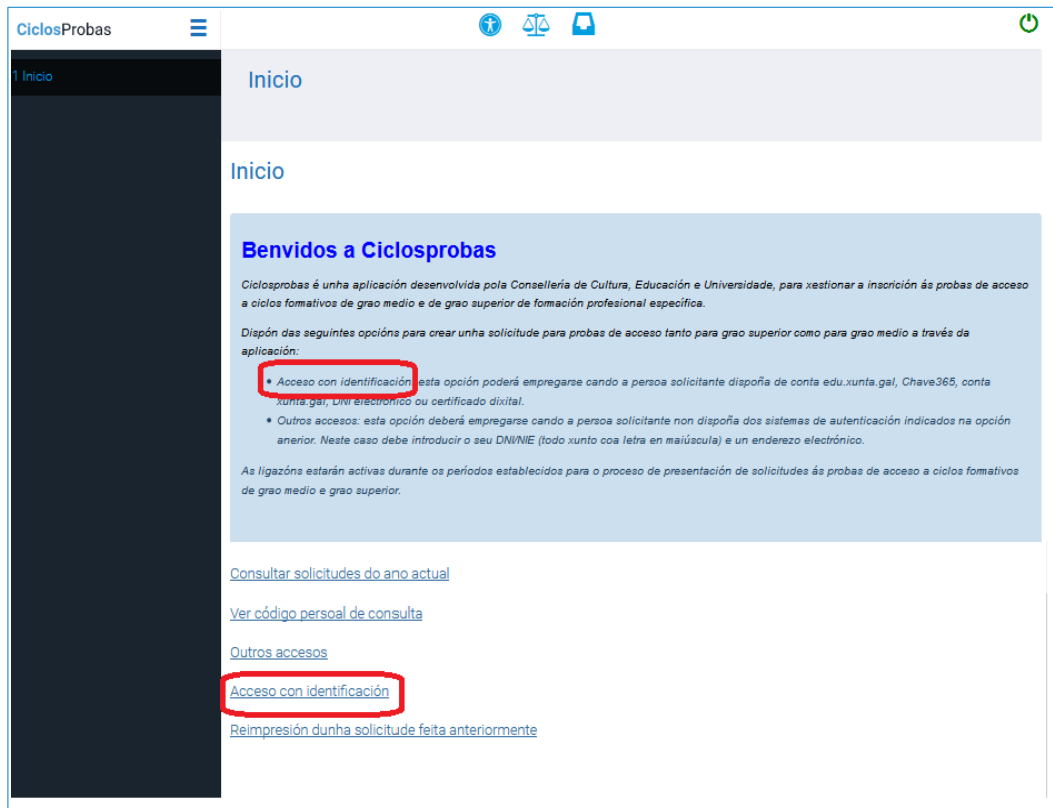 CiclosProbas
1 Inicio
Inicio
Inicio
Benvidos a Ciclosprobas
Ciclosprobas é unha aplicación desenvolvida pola Consellería de Cultura, Educación e Universidade, para xestionar a inscrición ás probas de acceso
a ciclos formativos de grao medio e de grao superior de formación profesional específica.
Dispón das seguintes opcións para crear unha solicitude para probas de acceso tanto para grao superior como para grao medio a través da
aplicación:
• Acceso con identificación: esta opción poderá empregarse cando a persoa solicitante dispoña de conta edu.xunta.gal, Chave365, conta
xunta.gal, DNI electrónico ou certificado dixital.
• Outros accesos: esta opción deberá empregarse cando a persoa solicitante non dispoña dos sistemas de autenticación indicados na opción
anerior. Neste caso debe introducir o seu DNI/NIE (todo xunto coa letra en maiúscula) e un enderezo electrónico.
As ligazóns estarán activas durante os períodos establecidos para o proceso de presentación de solicitudes ás probas de acceso a ciclos formativos
de grao medio e grao superior.
Consultar solicitudes do ano actual
Ver código persoal de consulta
Outros accesos
Acceso con identificación
Reimpresión dunha solicitude feita anteriormente